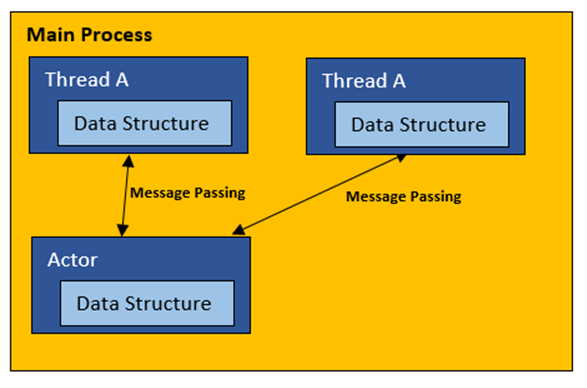 Main Process
Thread A
Data Structure
Thread A
Data Structure
Message Passing
Message Passing
Actor
Data Structure